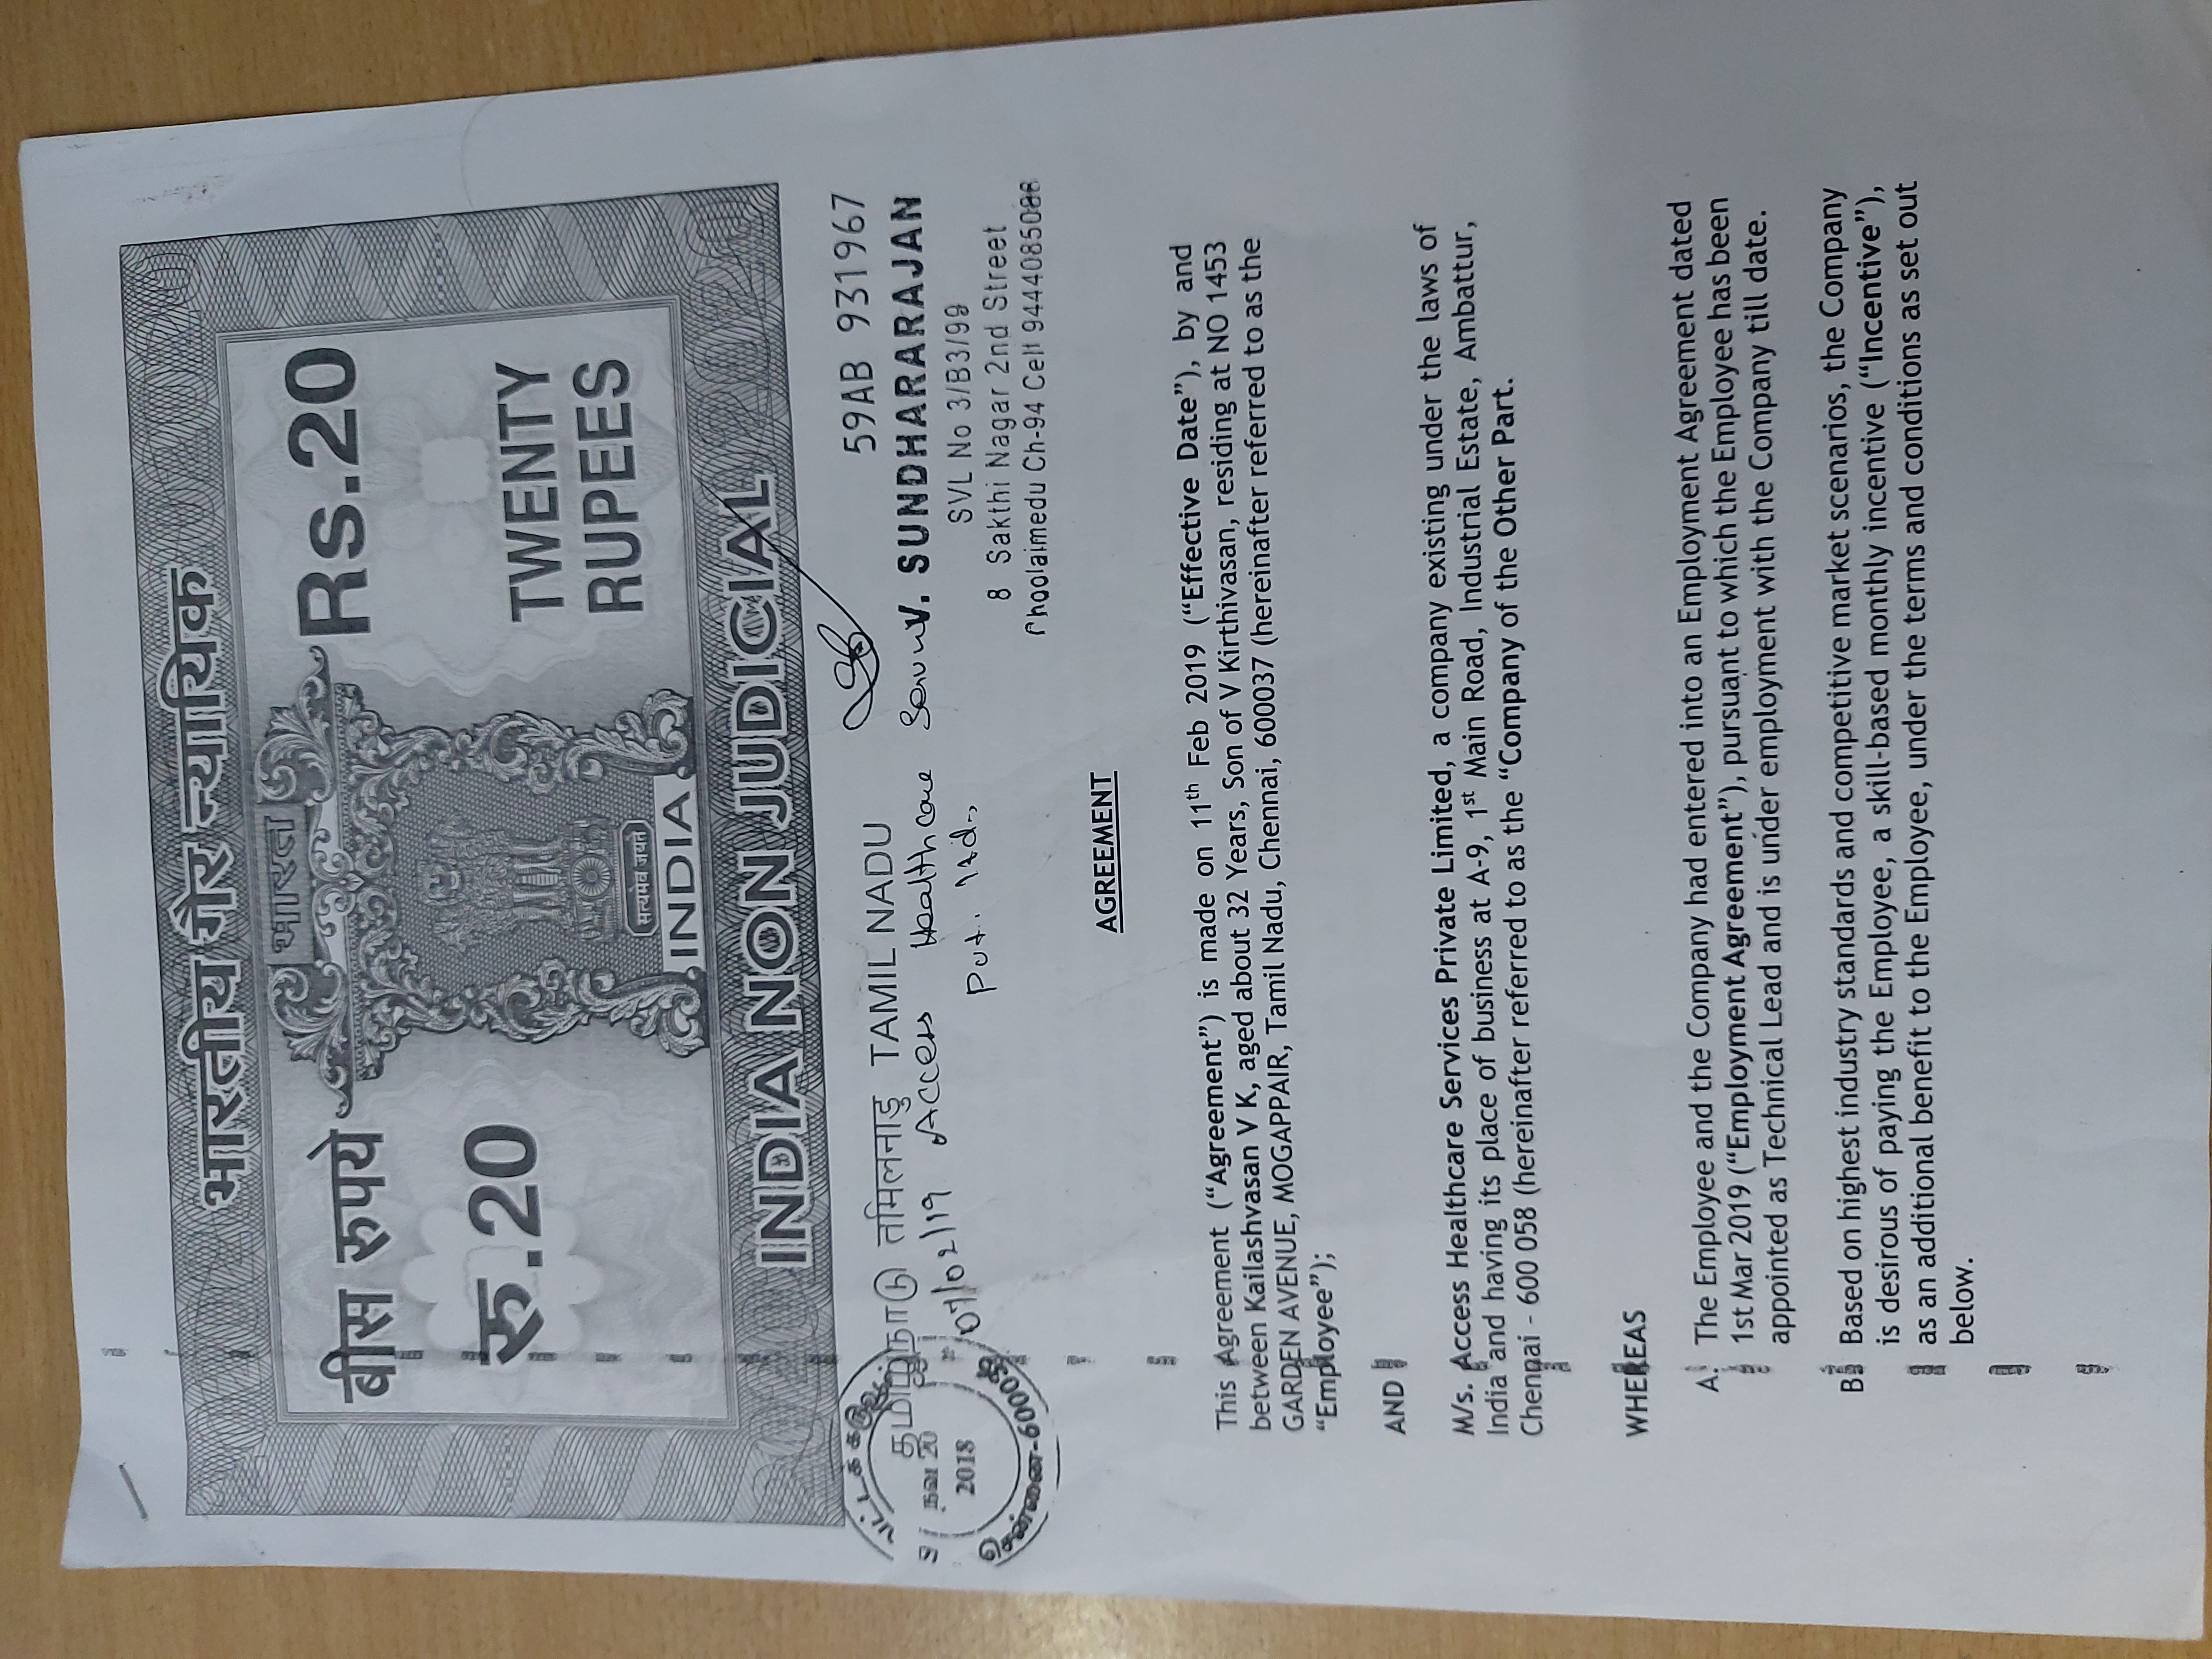 भारतीय गैर न्यायिक
भारत
बीस रुपये
Rs.20
रु.20
TWENTY
RUPEES
सत्यमेव जयते
INDIA
INDIA NON JUDICIAL
தமிழ்நாடு तमिलनाडु TAMIL NADU
59AB 931967
நவ 20
2018
சென்னை-6000
07/02/19 Access Healthcare
Pvt. ltd.,
V. SUNDHARARAJAN
SVL No 3/B3/99
8 Sakthi Nagar 2nd Street
Choolaimedu Ch-94 Cell 9444085086
AGREEMENT
This Agreement (“Agreement”) is made on 11th Feb 2019 (“Effective Date”), by and
between Kailashvasan V K, aged about 32 Years, Son of V Kirthivasan, residing at NO 1453
GARDEN AVENUE, MOGAPPAIR, Tamil Nadu, Chennai, 600037 (hereinafter referred to as the
“Employee”);
AND
M/s. Access Healthcare Services Private Limited, a company existing under the laws of
India and having its place of business at A-9, 1st Main Road, Industrial Estate, Ambattur,
Chennai - 600 058 (hereinafter referred to as the “Company of the Other Part.
WHEREAS
A. The Employee and the Company had entered into an Employment Agreement dated
1st Mar 2019 (“Employment Agreement”), pursuant to which the Employee has been
appointed as Technical Lead and is under employment with the Company till date.
B. Based on highest industry standards and competitive market scenarios, the Company
is desirous of paying the Employee, a skill-based monthly incentive (“Incentive”),
as an additional benefit to the Employee, under the terms and conditions as set out
below.